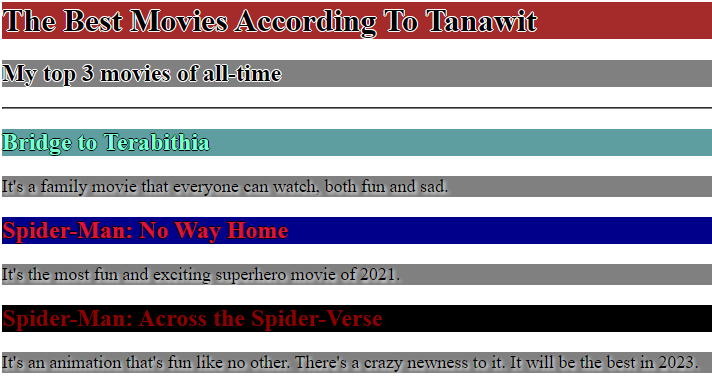 The Best Movies According To Tanawit
My top 3 movies of all-time
Bridge to Terabithia
It's a family movie that everyone can watch, both fun and sad.
Spider-Man: No Way Home
It's the most fun and exciting superhero movie of 2021.
Spider-Man: Across the Spider-Verse
It's an animation that's fun like no other. There's a crazy newness to it. It will be the best in 2023.